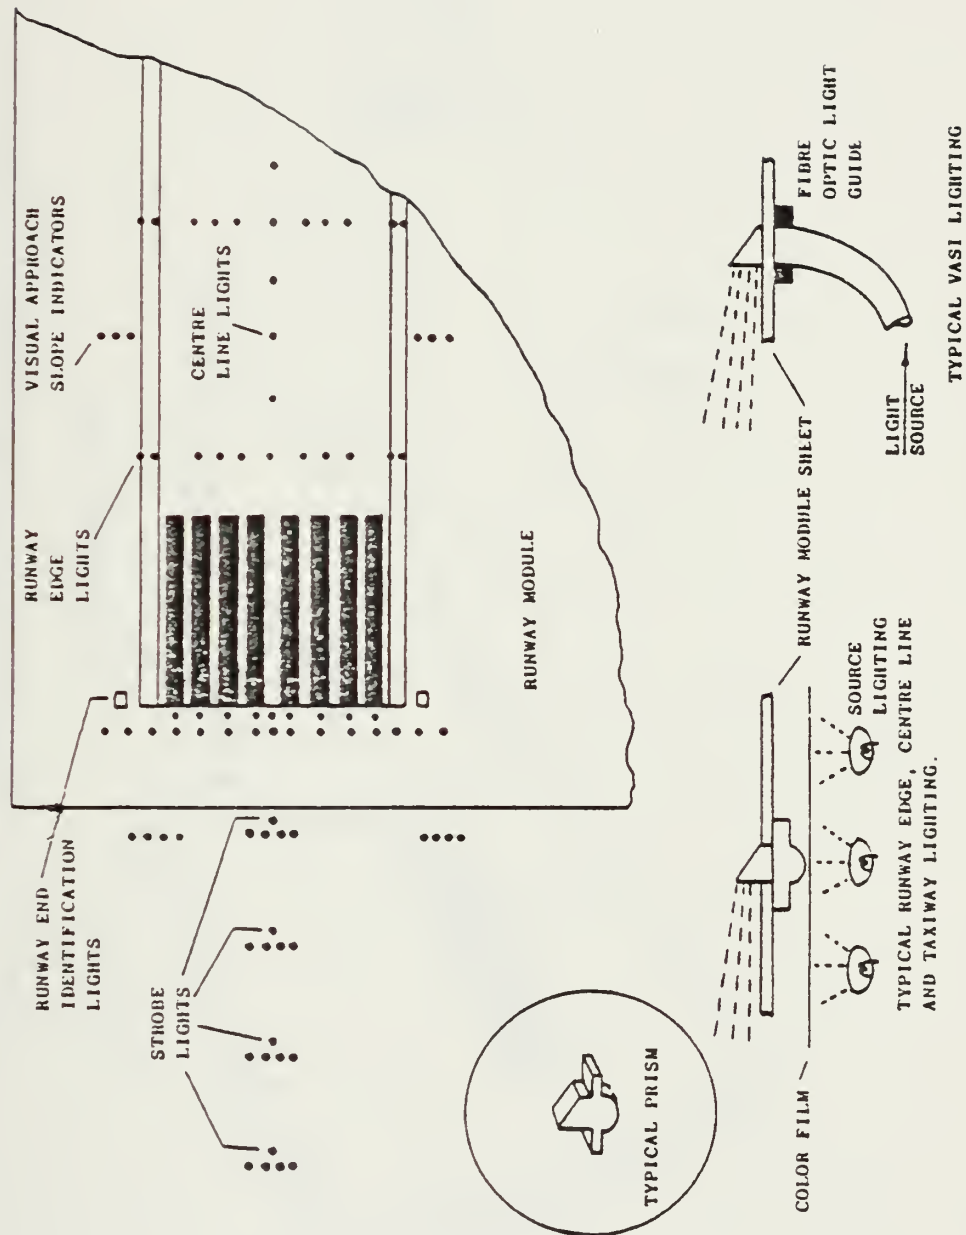 RUNWAY END
IDENTIFICATION
LIGHTS
RUNWAY
EDGE
LIGHTS
VISUAL APPROACH
SLOPE INDICATORS
STROBE
LIGHTS
CENTRE
LINE LIGHTS
RUNWAY MODULE
TYPICAL PRISM
COLOR FILM
SOURCE
LIGHTING
RUNWAY MODULE SHEET
TYPICAL RUNWAY EDGE, CENTRE LINE
AND TAXIWAY LIGHTING.
LIGHT
SOURCE
FIBRE
OPTIC LIGHT
GUIDE
TYPICAL VASI LIGHTING